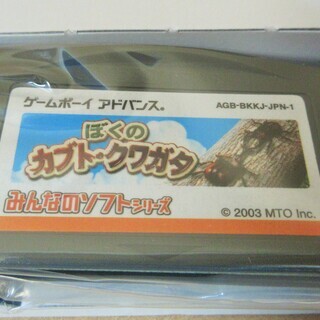 ゲームボーイ アドバンス®
AGB-BKKJ-JPN-1
ぼくの
カブト・クワガタ
みんなのソフトシリーズ
© 2003 MTO Inc.